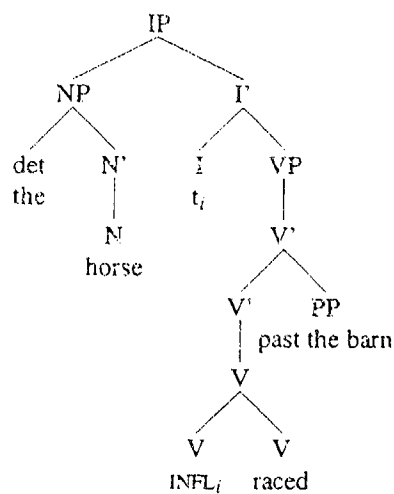 IP
NP I'
det N' I VP
the t_i
N V'
horse
V' PP
past the barn
V
V V
INFL_i raced